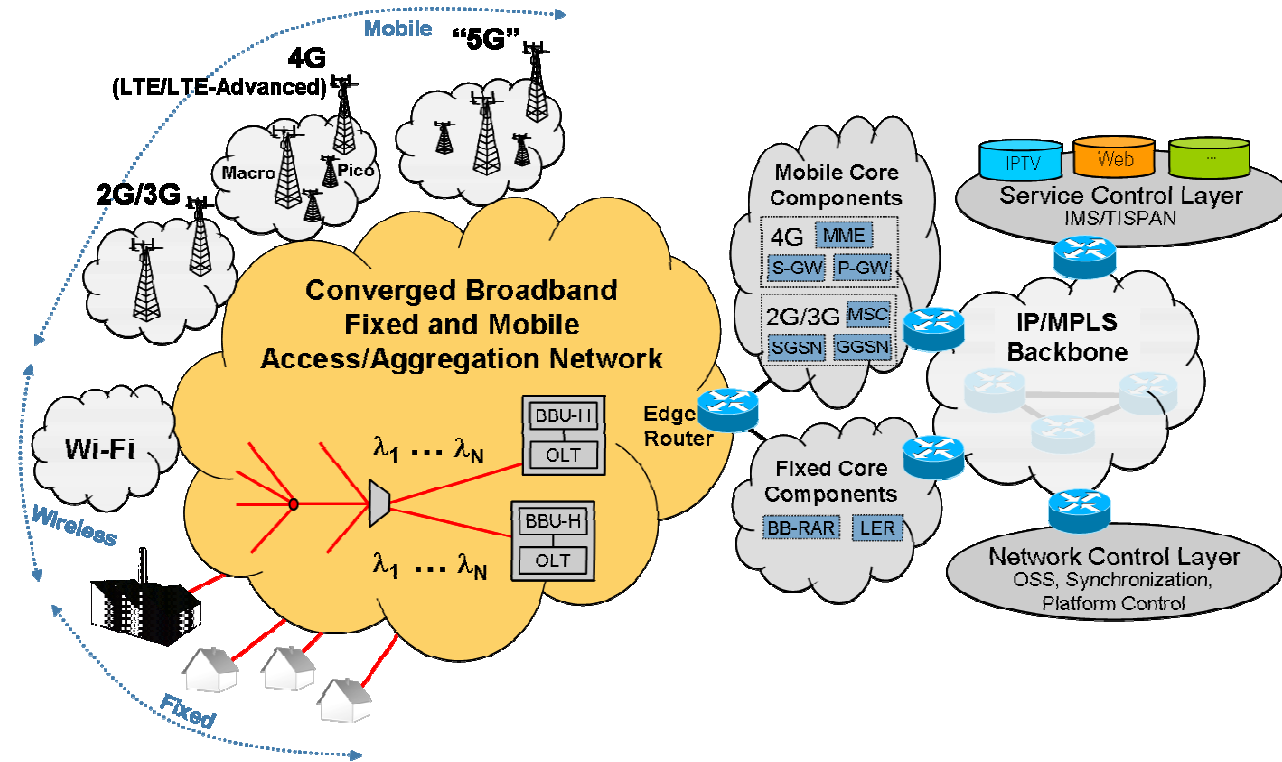 Mobile
"5G"
4G
(LTE/LTE-Advanced)
Macro
Pico
2G/3G
Wi-Fi
Wireless
Fixed
Converged Broadband
Fixed and Mobile
Access/Aggregation Network
λ1 ... λN
BBU-H
OLT
BBU-H
OLT
λ1 ... λN
Edge
Router
Mobile Core
Components
4G
MME
S-GW
P-GW
2G/3G
MSC
SGSN
GGSN
Fixed Core
Components
BB-RAR
LER
IPTV
Web
...
Service Control Layer
IMS/TISPAN
IP/MPLS
Backbone
Network Control Layer
OSS, Synchronization,
Platform Control